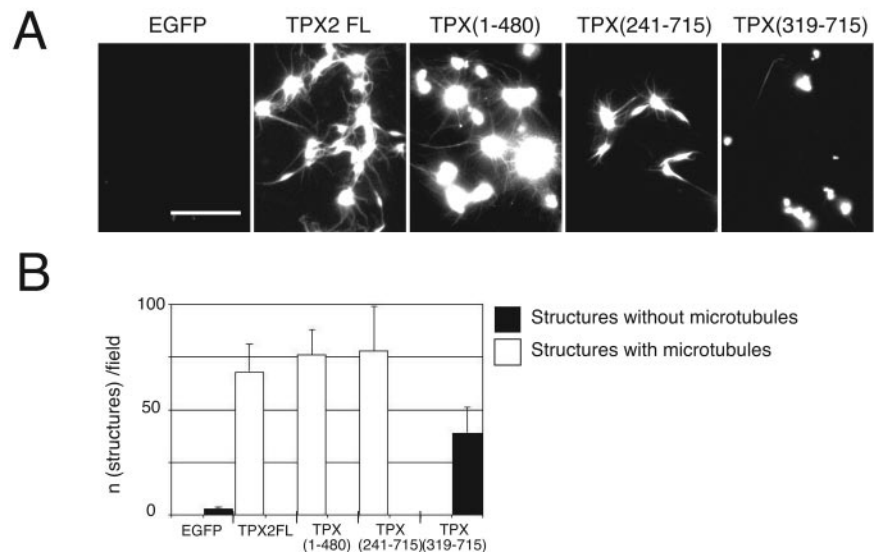 A
EGFP TPX2 FL TPX(1-480) TPX(241-715) TPX(319-715)
B
n (structures) /field
100
50
0
EGFP TPX2FL TPX (1-480) TPX (241-715) TPX (319-715)
Structures without microtubules
Structures with microtubules